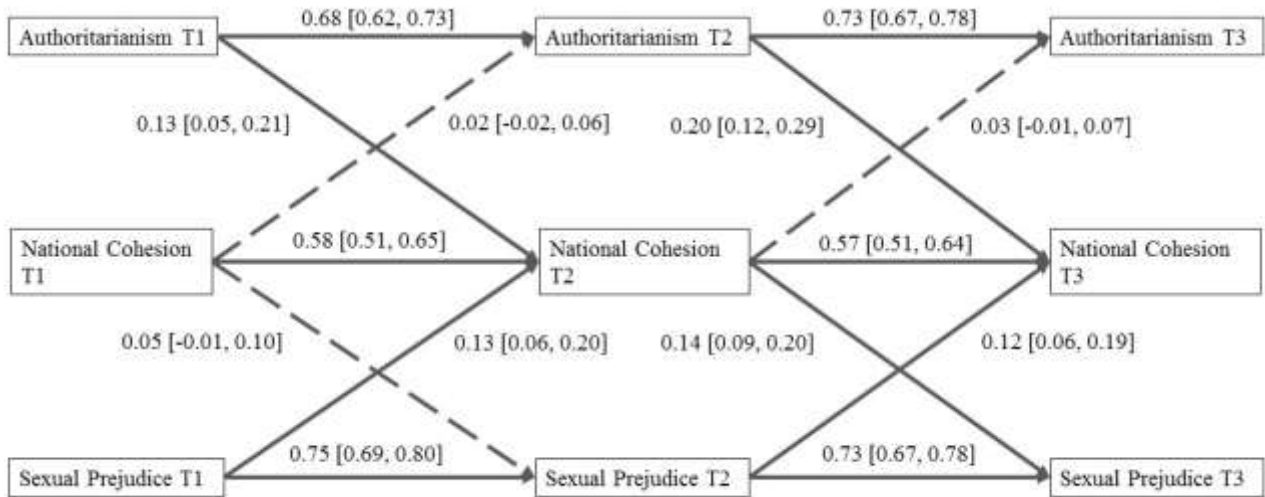 0.68 [0.62, 0.73]
0.73 [0.67, 0.78]
Authoritarianism T1
Authoritarianism T2
Authoritarianism T3
0.13 [0.05, 0.21]
0.02 [-0.02, 0.06]
0.20 [0.12, 0.29]
0.03 [-0.01, 0.07]
National Cohesion
T1
0.58 [0.51, 0.65]
National Cohesion
T2
0.57 [0.51, 0.64]
National Cohesion
T3
0.05 [-0.01, 0.10]
0.13 [0.06, 0.20]
0.14 [0.09, 0.20]
0.12 [0.06, 0.19]
0.75 [0.69, 0.80]
0.73 [0.67, 0.78]
Sexual Prejudice T1
Sexual Prejudice T2
Sexual Prejudice T3